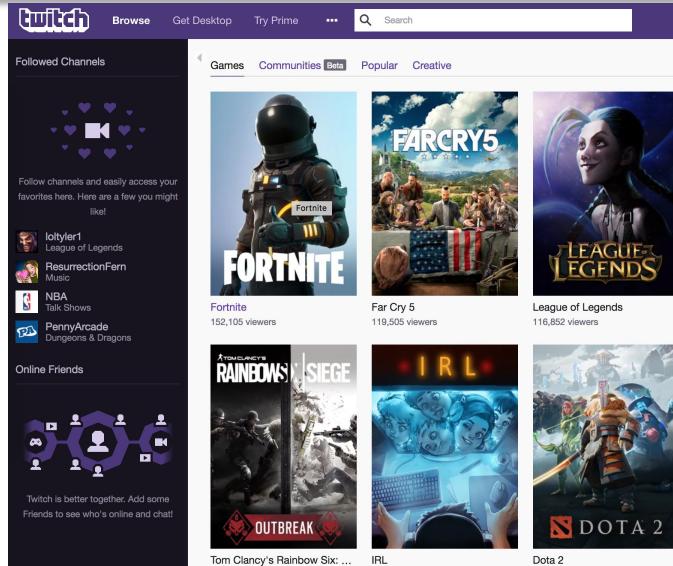 twitch
Browse
Get Desktop
Try Prime
•••
Search
Followed Channels
Follow channels and easily access your
favorites here. Here are a few you might
like!
loltyler1
League of Legends
ResurrectionFern
Music
NBA
Talk Shows
PennyArcade
Dungeons & Dragons
Online Friends
Twitch is better together. Add some
Friends to see who's online and chat!
Games
Communities Beta
Popular
Creative
Fortnite
FORTNITE
FARCRY5
LEAGUE OF
LEGENDS
Fortnite
152,105 viewers
Far Cry 5
119,505 viewers
League of Legends
116,852 viewers
TOM CLANCY'S
RAINBOW SIX SIEGE
OUTBREAK
IRL
DOTA 2
Tom Clancy's Rainbow Six: ...
IRL
Dota 2